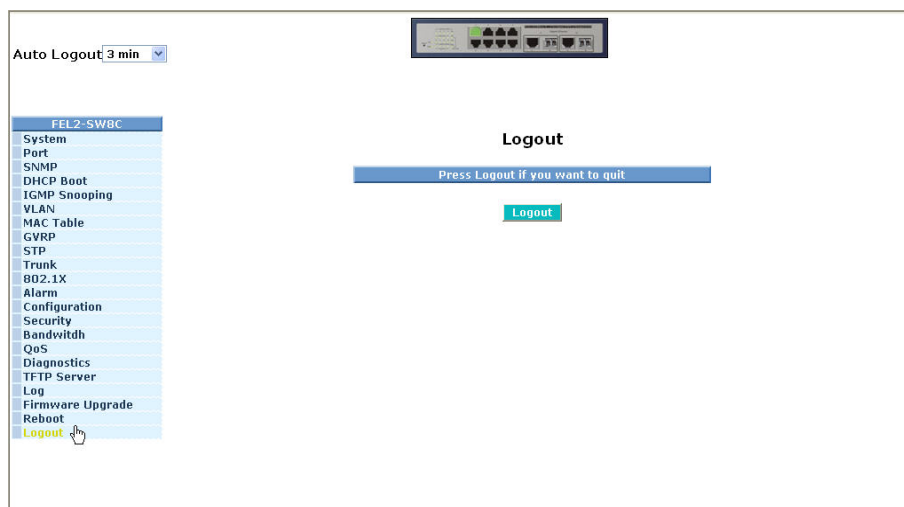 Auto Logout 3 min
FEL2-SW8C
System
Port
SNMP
DHCP Boot
IGMP Snooping
VLAN
MAC Table
GVRP
STP
Trunk
802.1X
Alarm
Configuration
Security
Bandwitdh
QoS
Diagnostics
TFTP Server
Log
Firmware Upgrade
Reboot
Logout
Logout
Press Logout if you want to quit
Logout